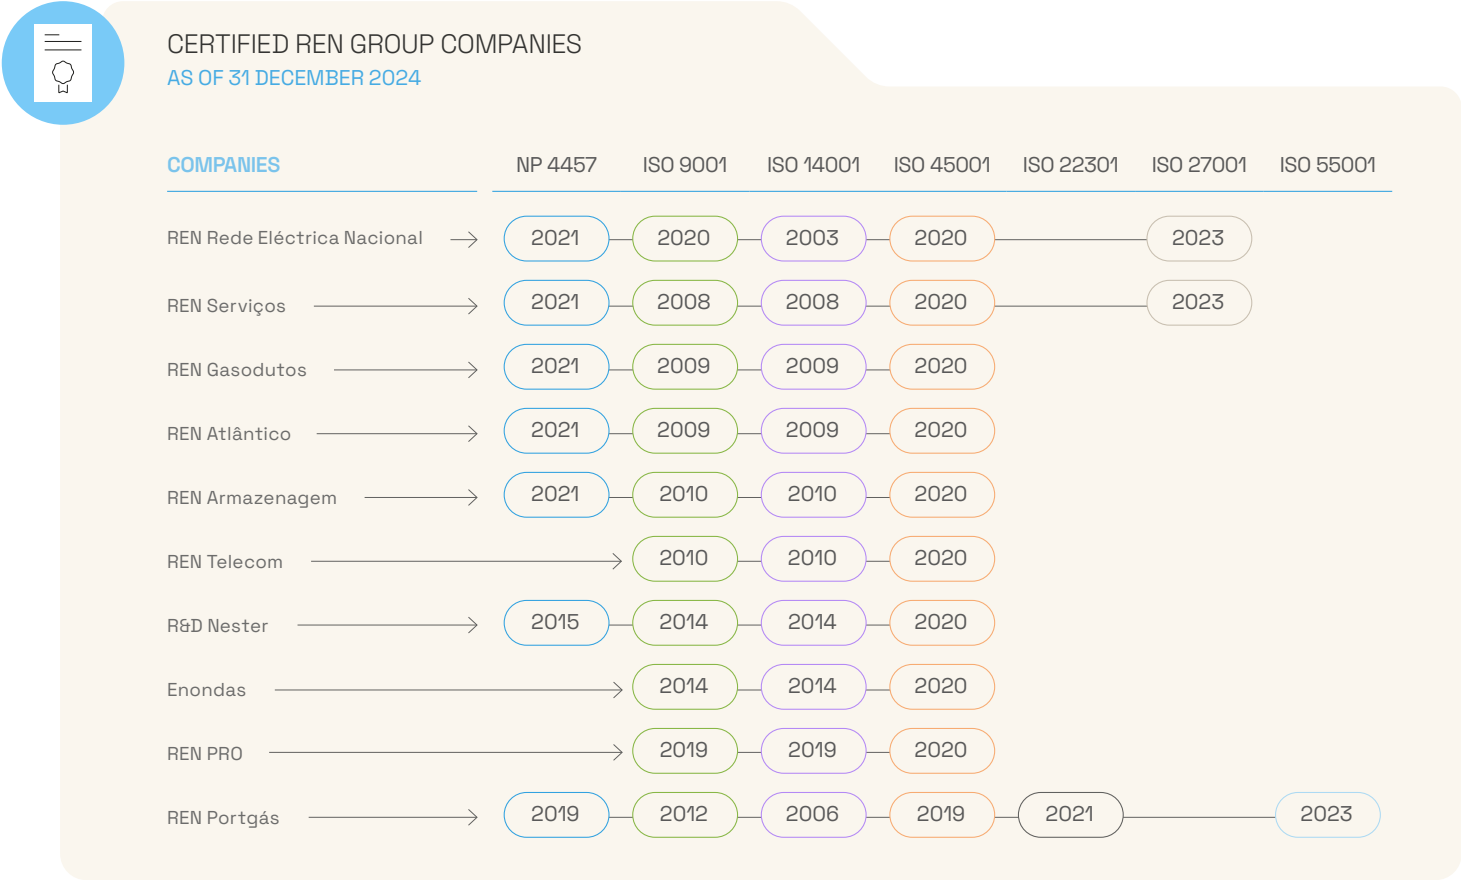 CERTIFIED REN GROUP COMPANIES
AS OF 31 DECEMBER 2024
COMPANIES NP 4457 ISO 9001 ISO 14001 ISO 45001 ISO 22301 ISO 27001 ISO 55001
REN Rede Eléctrica Nacional 2021 2020 2003 2020 2023
REN Serviços 2021 2008 2008 2020 2023
REN Gasodutos 2021 2009 2009 2020
REN Atlântico 2021 2009 2009 2020
REN Armazenagem 2021 2010 2010 2020
REN Telecom 2010 2010 2020
R&D Nester 2015 2014 2014 2020
Enondas 2014 2014 2020
REN PRO 2019 2019 2020
REN Portgás 2019 2012 2006 2019 2021 2023